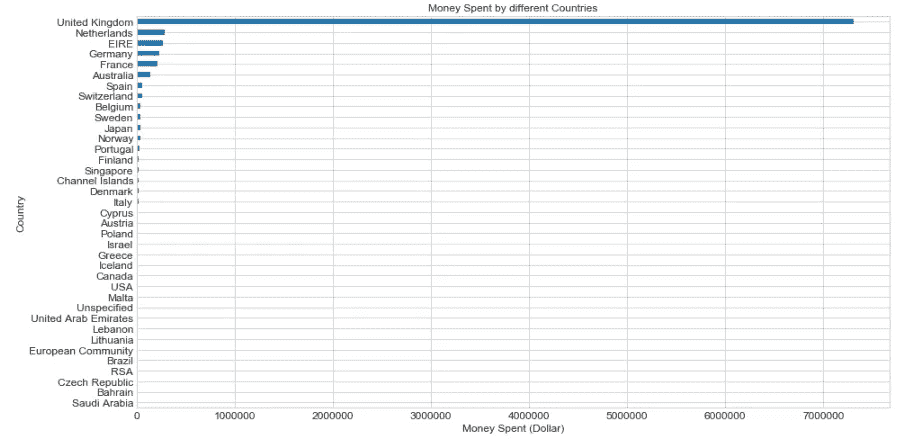 Money Spent by different Countries
United Kingdom
Netherlands
EIRE
Germany
France
Australia
Spain
Switzerland
Belgium
Sweden
Japan
Norway
Portugal
Finland
Singapore
Channel Islands
Denmark
Italy
Cyprus
Austria
Poland
Israel
Greece
Iceland
Canada
USA
Malta
Unspecified
United Arab Emirates
Lebanon
Lithuania
European Community
Brazil
RSA
Czech Republic
Bahrain
Saudi Arabia
Country
0 1000000 2000000 3000000 4000000 5000000 6000000 7000000
Money Spent (Dollar)